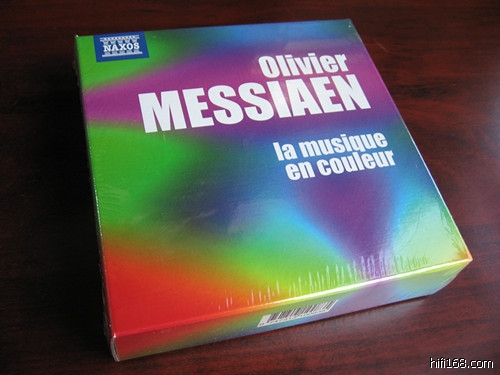 NAXOS
Olivier
MESSIAEN
la musique
en couleur
hifi168.com